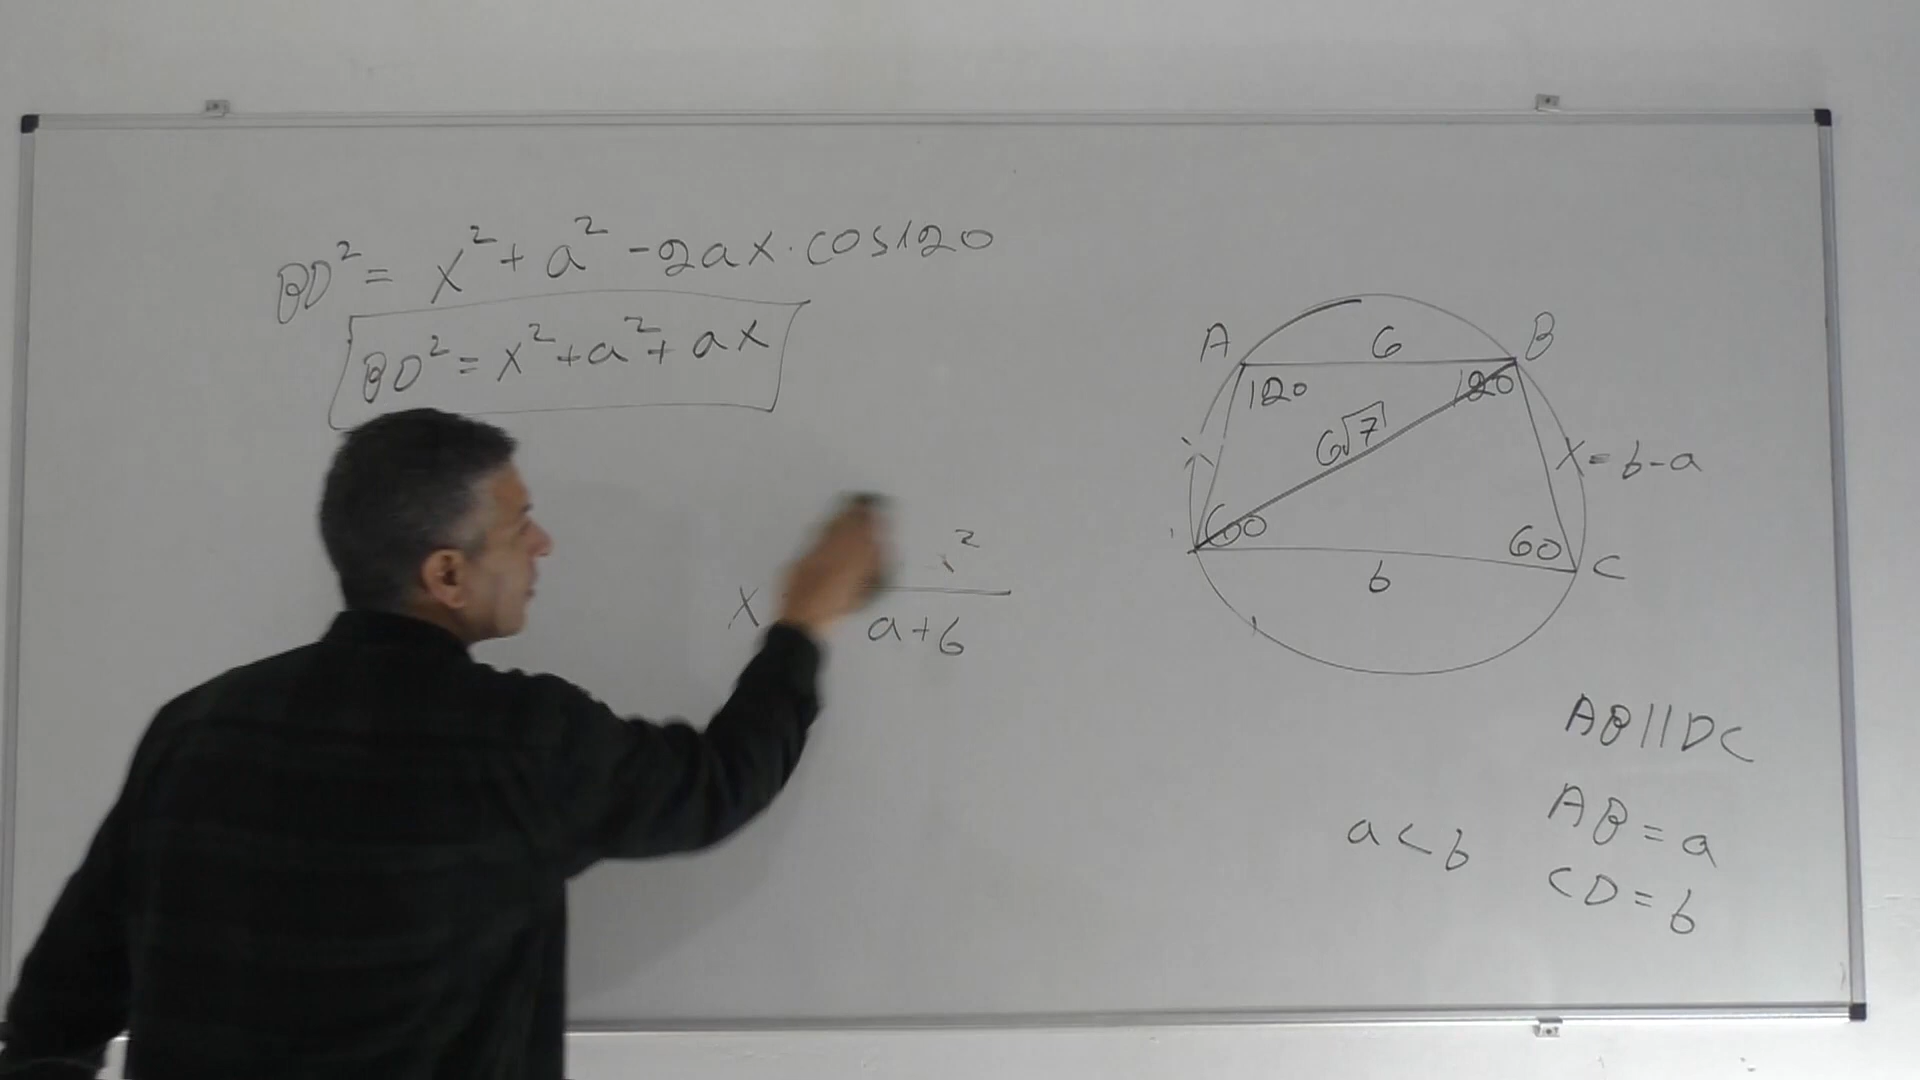 BD² = x² + a² - 2ax · cos120
BD² = x² + a² + ax
x
2
a+b
A
6
B
120
120
6√7
x = b-a
60
60
C
b
AB//DC
AB = a
a < b
CD = b